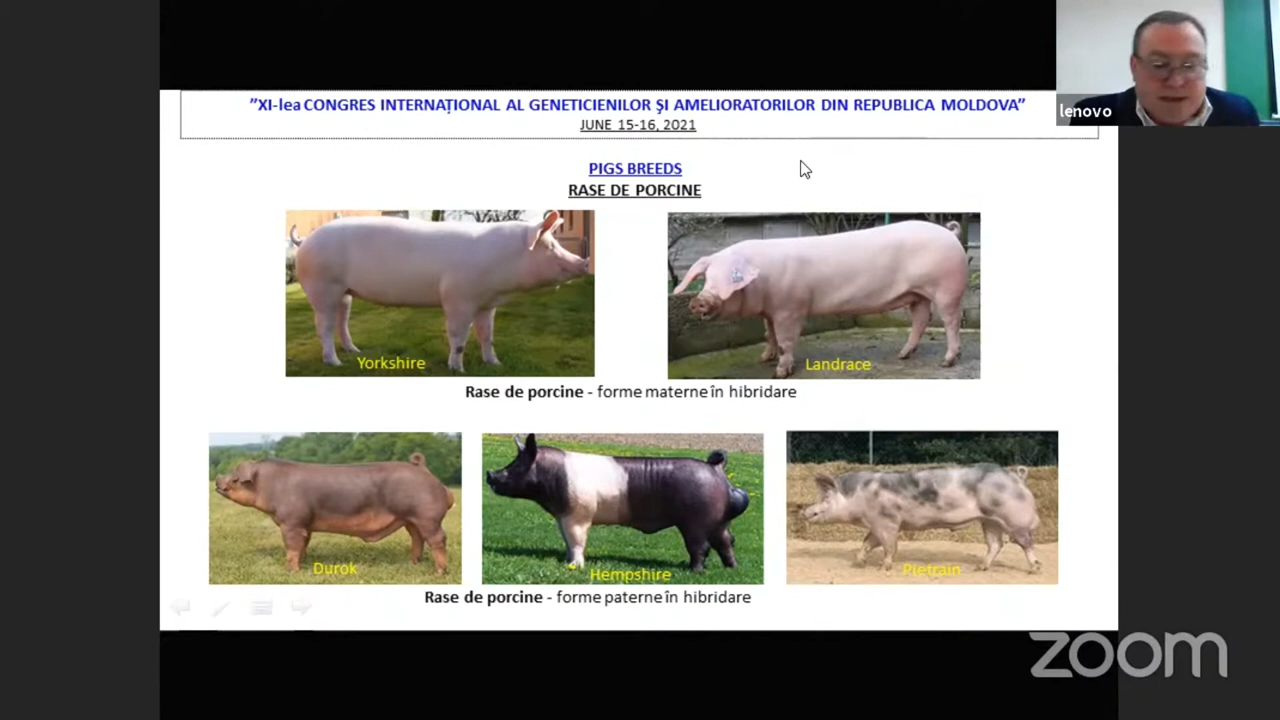 ”XI-lea CONGRES INTERNAȚIONAL AL GENETICIENILOR ȘI AMELIORATORILOR DIN REPUBLICA MOLDOVA”
JUNE 15-16, 2021
lenovo
PIGS BREEDS
RASE DE PORCINE
Yorkshire
Landrace
Rase de porcine - forme materne în hibridare
Durok
Hempshire
Pietrain
Rase de porcine - forme paterne în hibridare
zoom